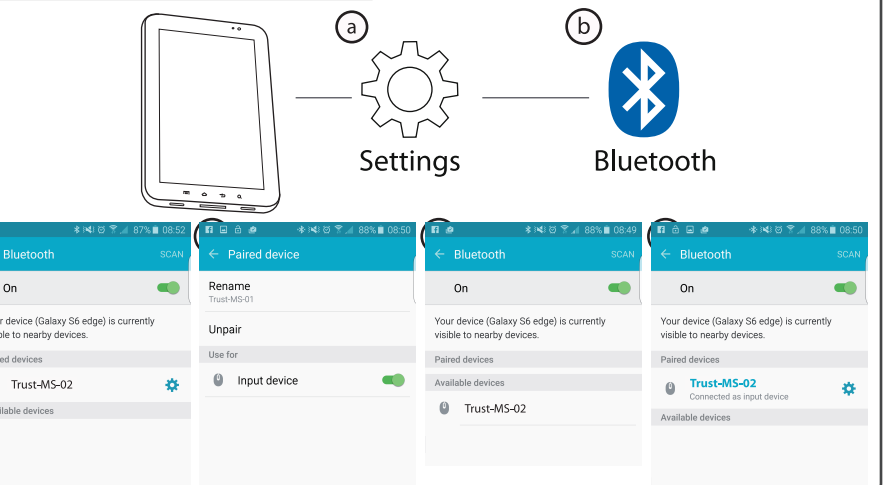 a
b
Settings
Bluetooth
87% 08:52
Bluetooth
SCAN
On
device (Galaxy S6 edge) is currently
to nearby devices.
devices
Trust-MS-02
devices
88% 08:50
Paired device
Rename
Trust-MS-01
Unpair
Use for
Input device
88% 08:49
Bluetooth
SCAN
On
Your device (Galaxy S6 edge) is currently
visible to nearby devices.
Paired devices
Available devices
Trust-MS-02
88% 08:50
Bluetooth
SCAN
On
Your device (Galaxy S6 edge) is currently
visible to nearby devices.
Paired devices
Trust-MS-02
Connected as input device
Available devices